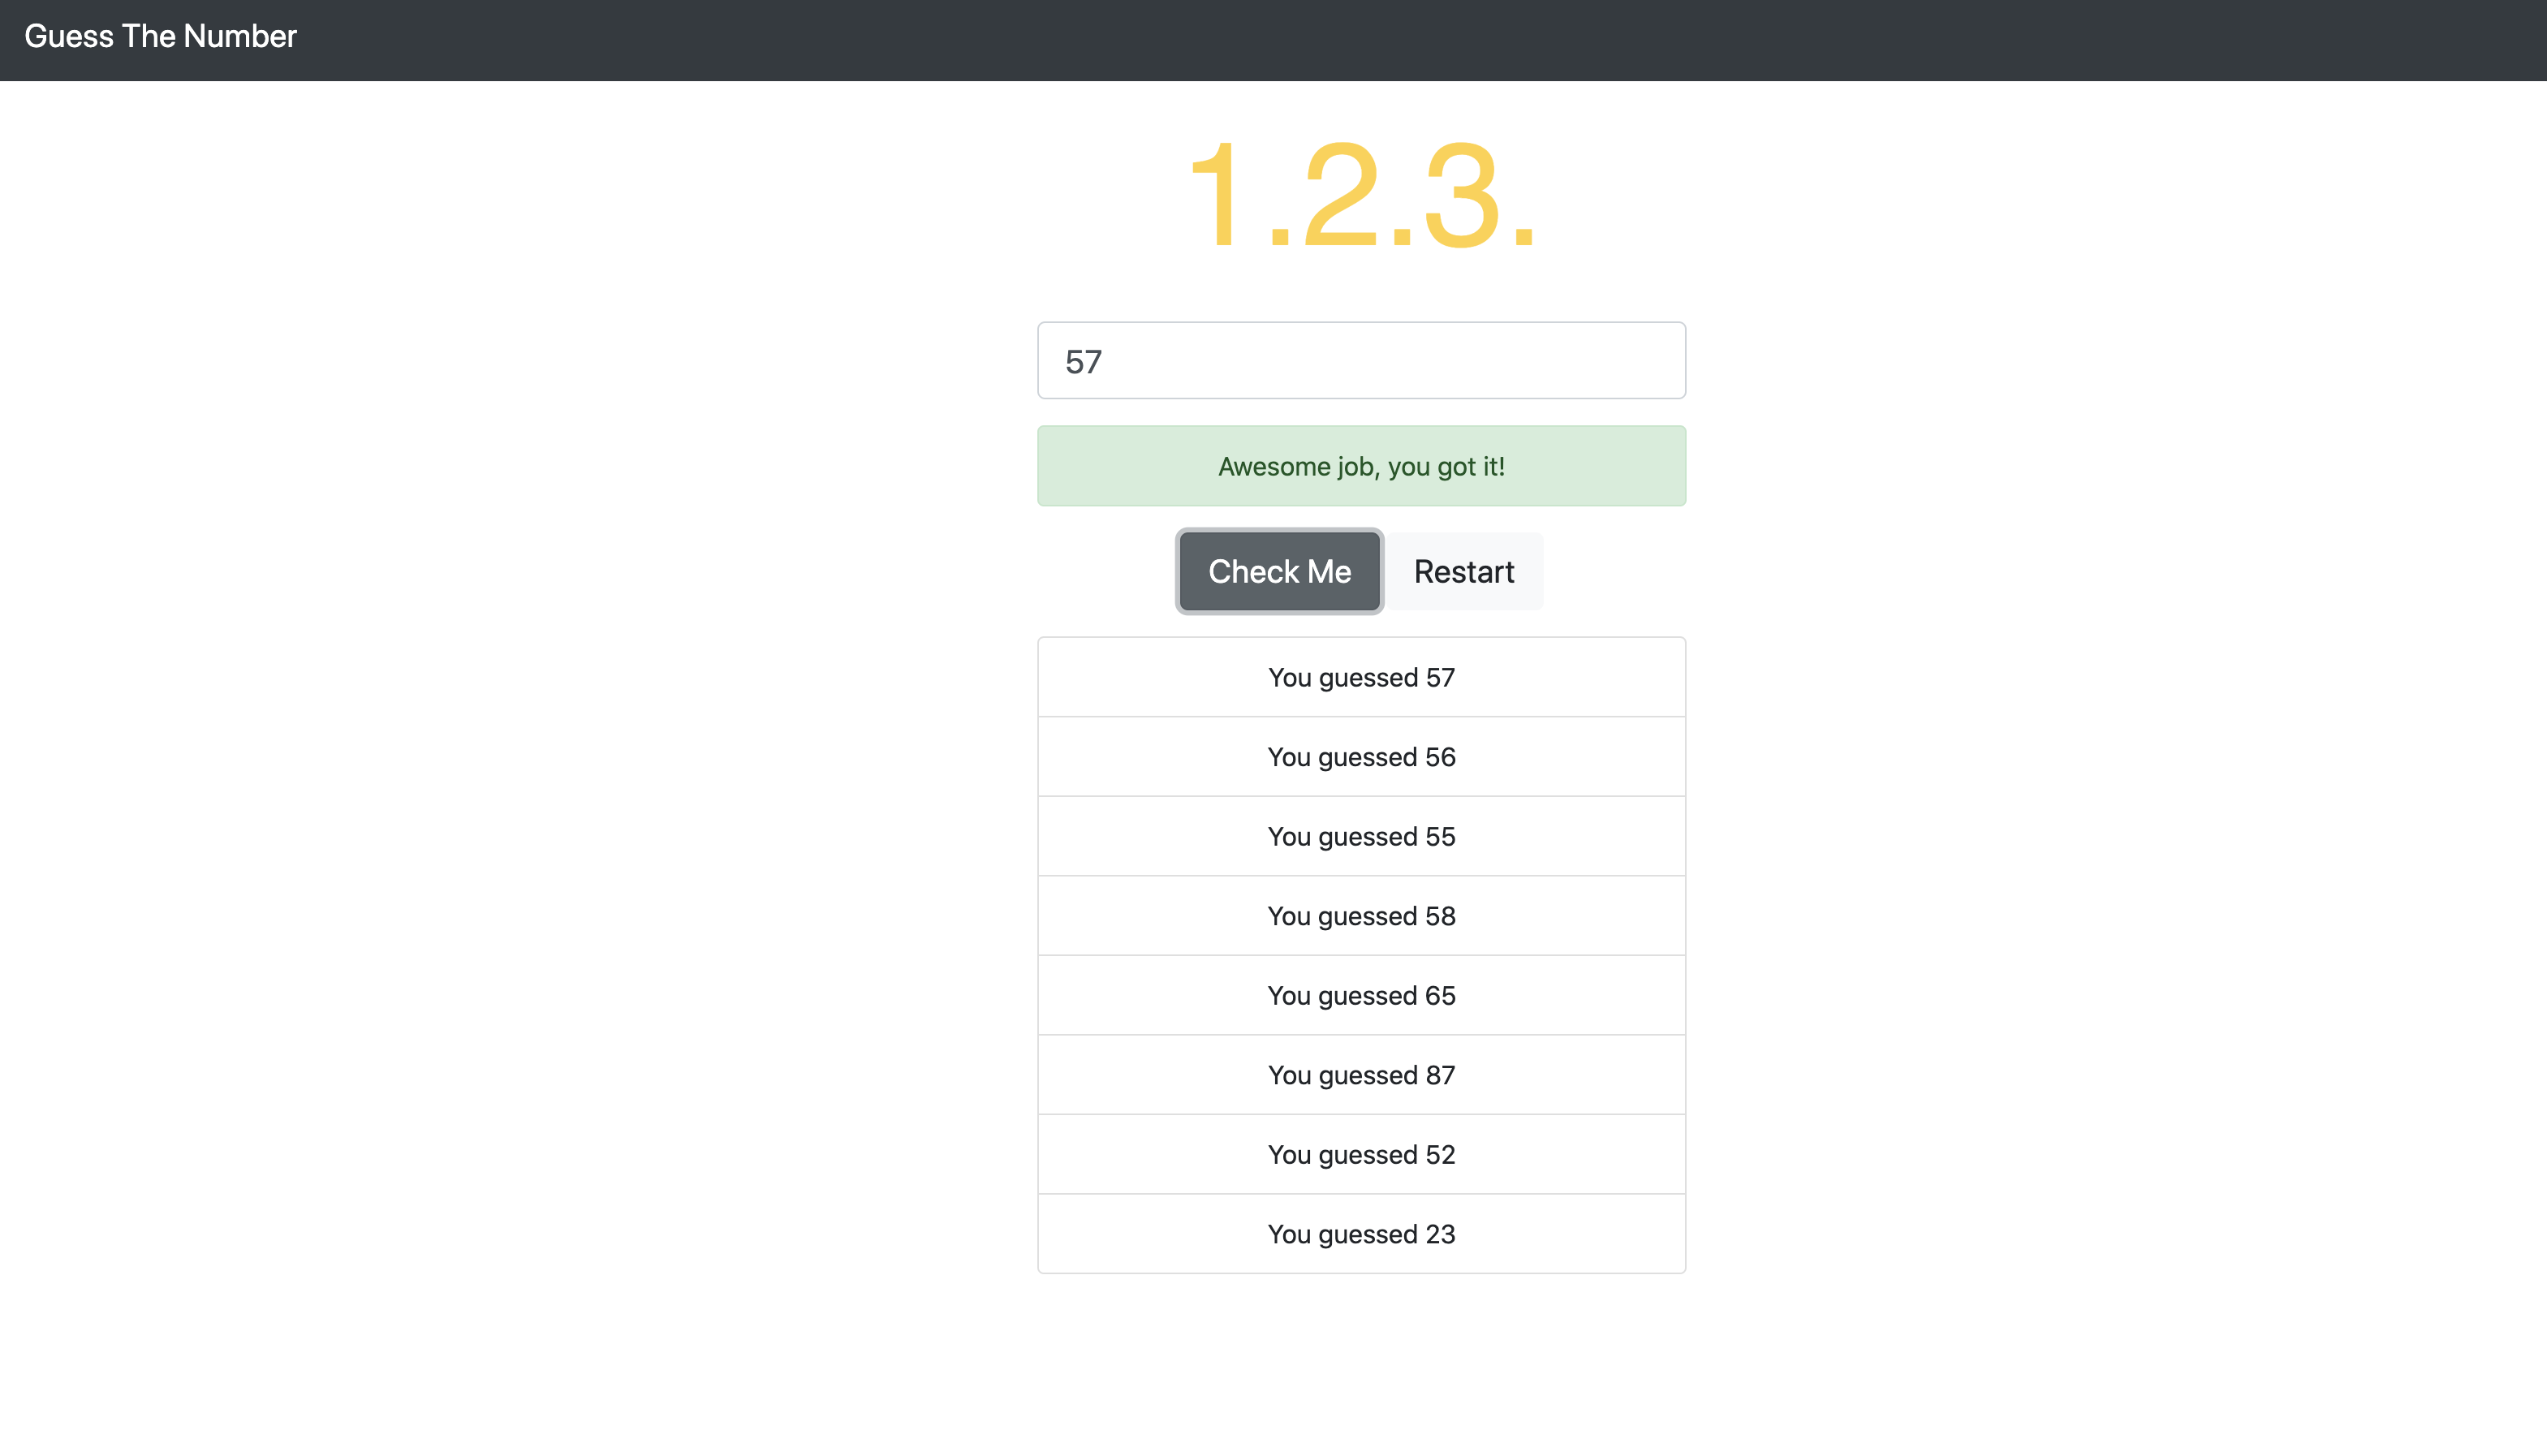 Guess The Number
1.2.3.
57
Awesome job, you got it!
Check Me Restart
You guessed 57
You guessed 56
You guessed 55
You guessed 58
You guessed 65
You guessed 87
You guessed 52
You guessed 23